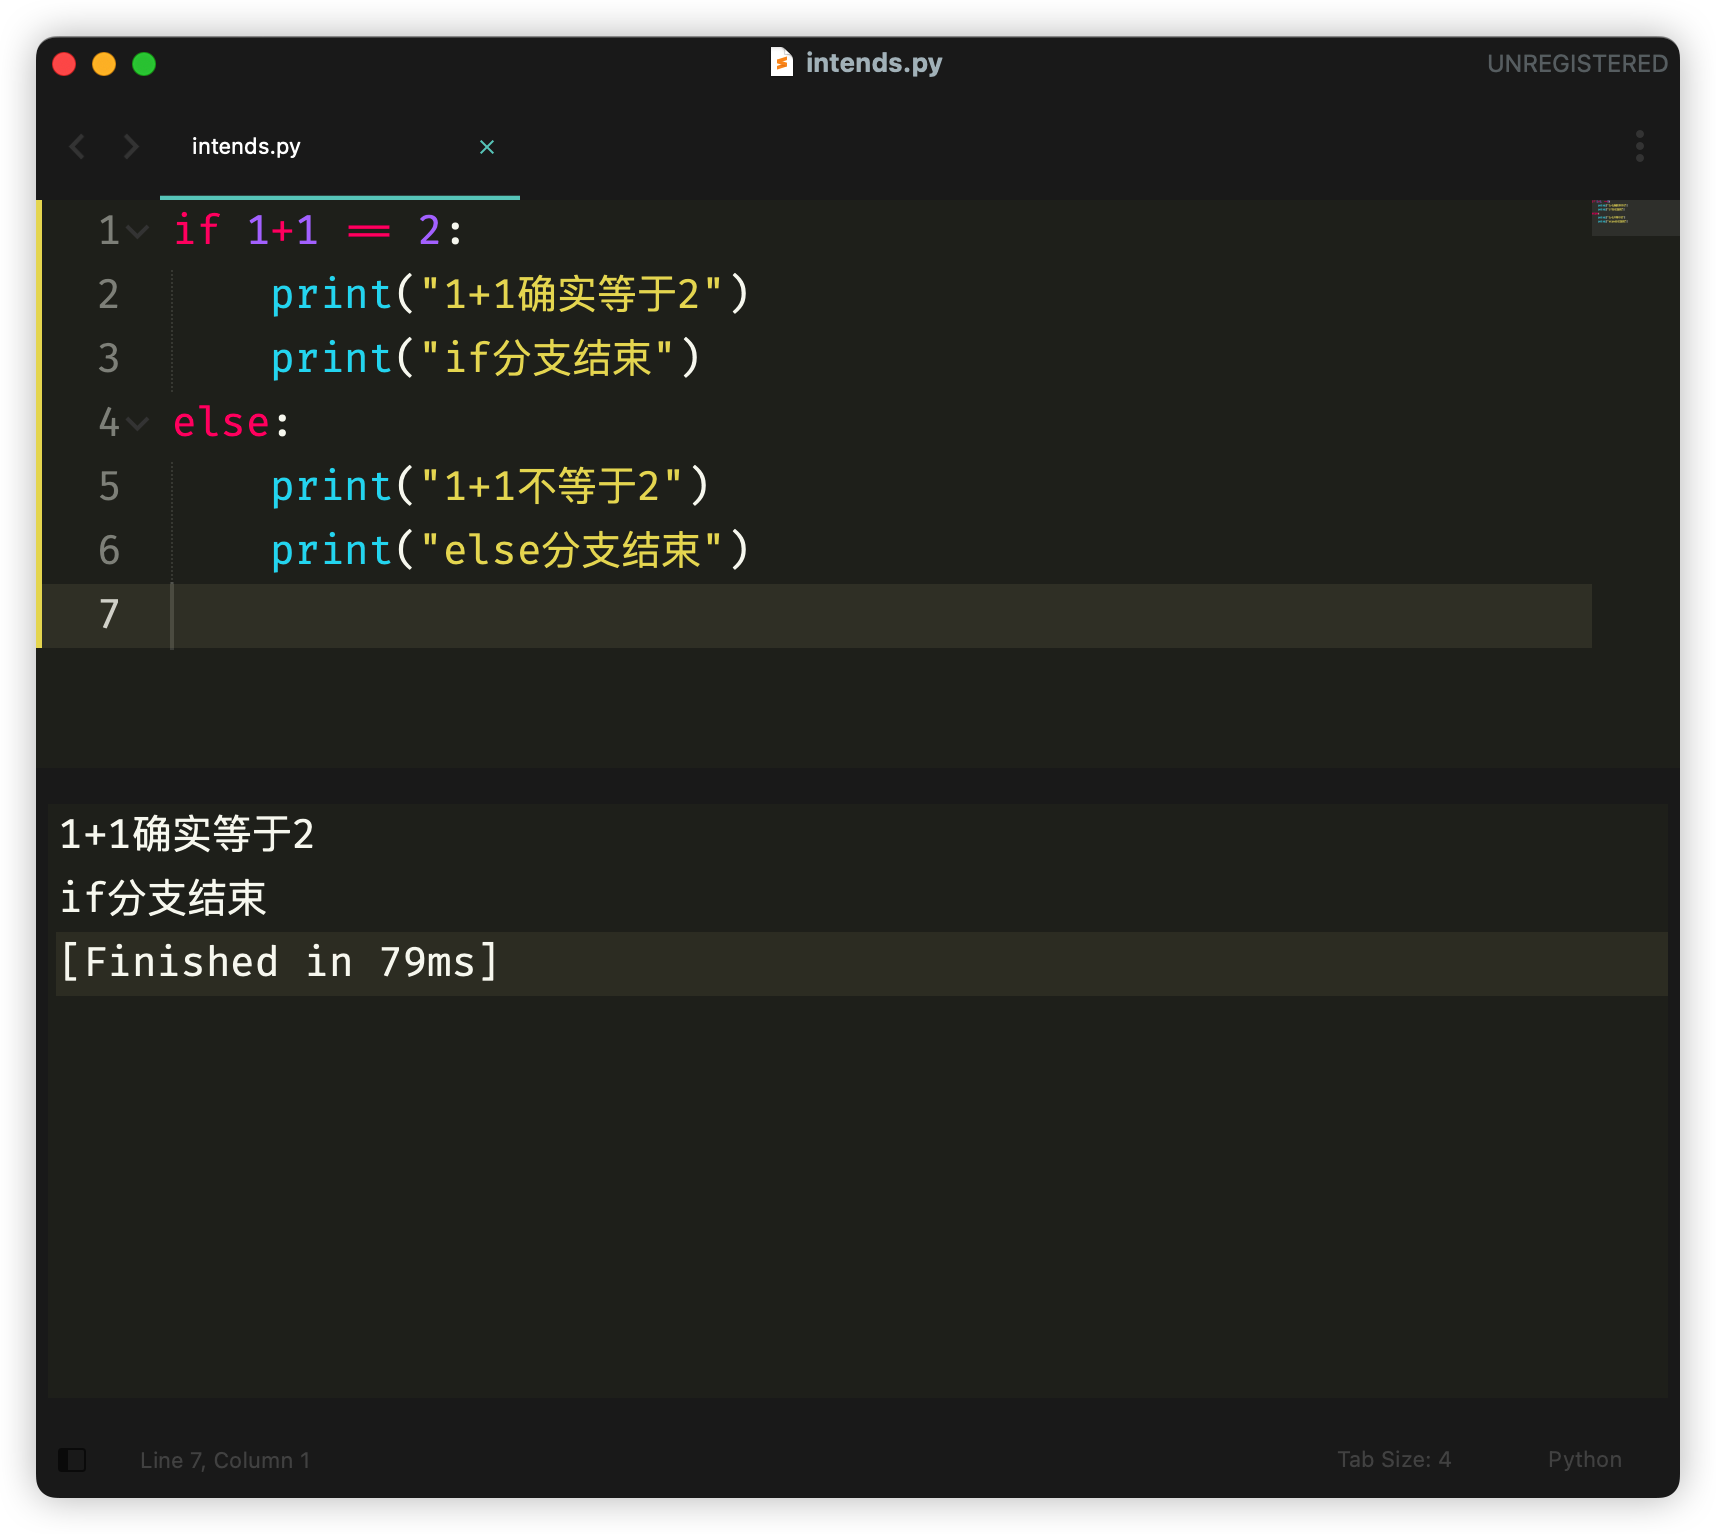 intends.py
UNREGISTERED
intends.py
1 if 1+1 == 2:
2     print("1+1确实等于2")
3     print("if分支结束")
4 else:
5     print("1+1不等于2")
6     print("else分支结束")
7
1+1确实等于2
if分支结束
[Finished in 79ms]
Line 7, Column 1
Tab Size: 4
Python